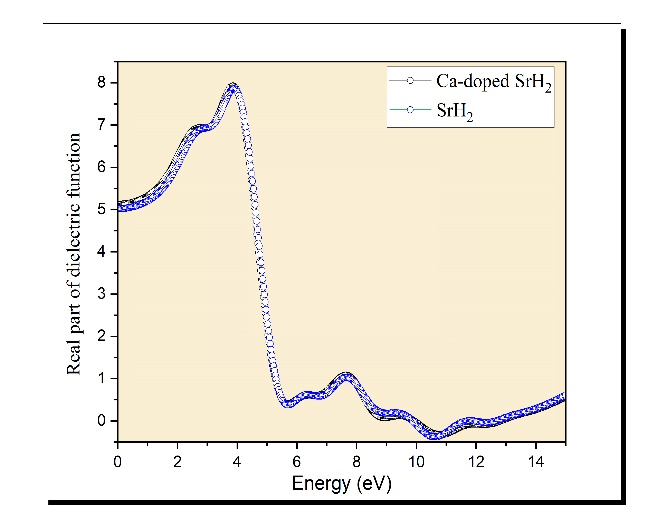 Ca-doped SrH2
SrH2
8
7
6
5
4
3
2
1
0
Real part of dielectric function
0 2 4 6 8 10 12 14
Energy (eV)